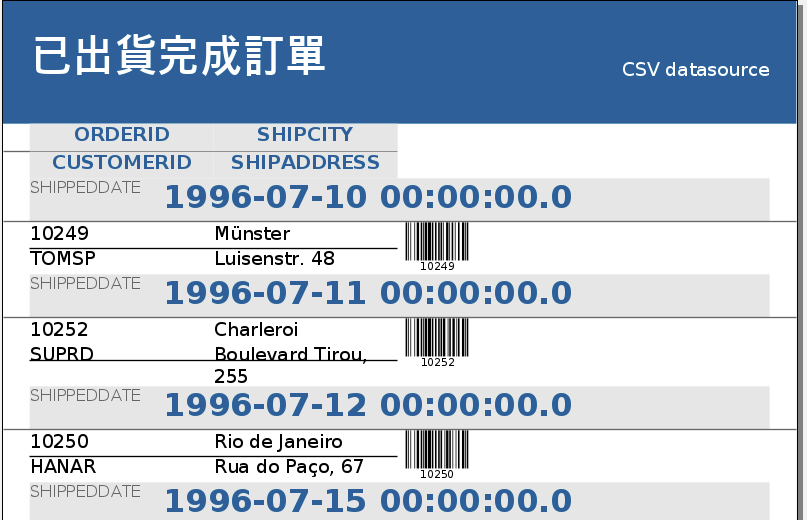 已出貨完成訂單
CSV datasource
ORDERID SHIPCITY
CUSTOMERID SHIPADDRESS
SHIPPEDDATE 1996-07-10 00:00:00.0
10249 Münster
TOMSP Luisenstr. 48
10249
SHIPPEDDATE 1996-07-11 00:00:00.0
10252 Charleroi
SUPRD Boulevard Tirou,
255
10252
SHIPPEDDATE 1996-07-12 00:00:00.0
10250 Rio de Janeiro
HANAR Rua do Paço, 67
10250
SHIPPEDDATE 1996-07-15 00:00:00.0